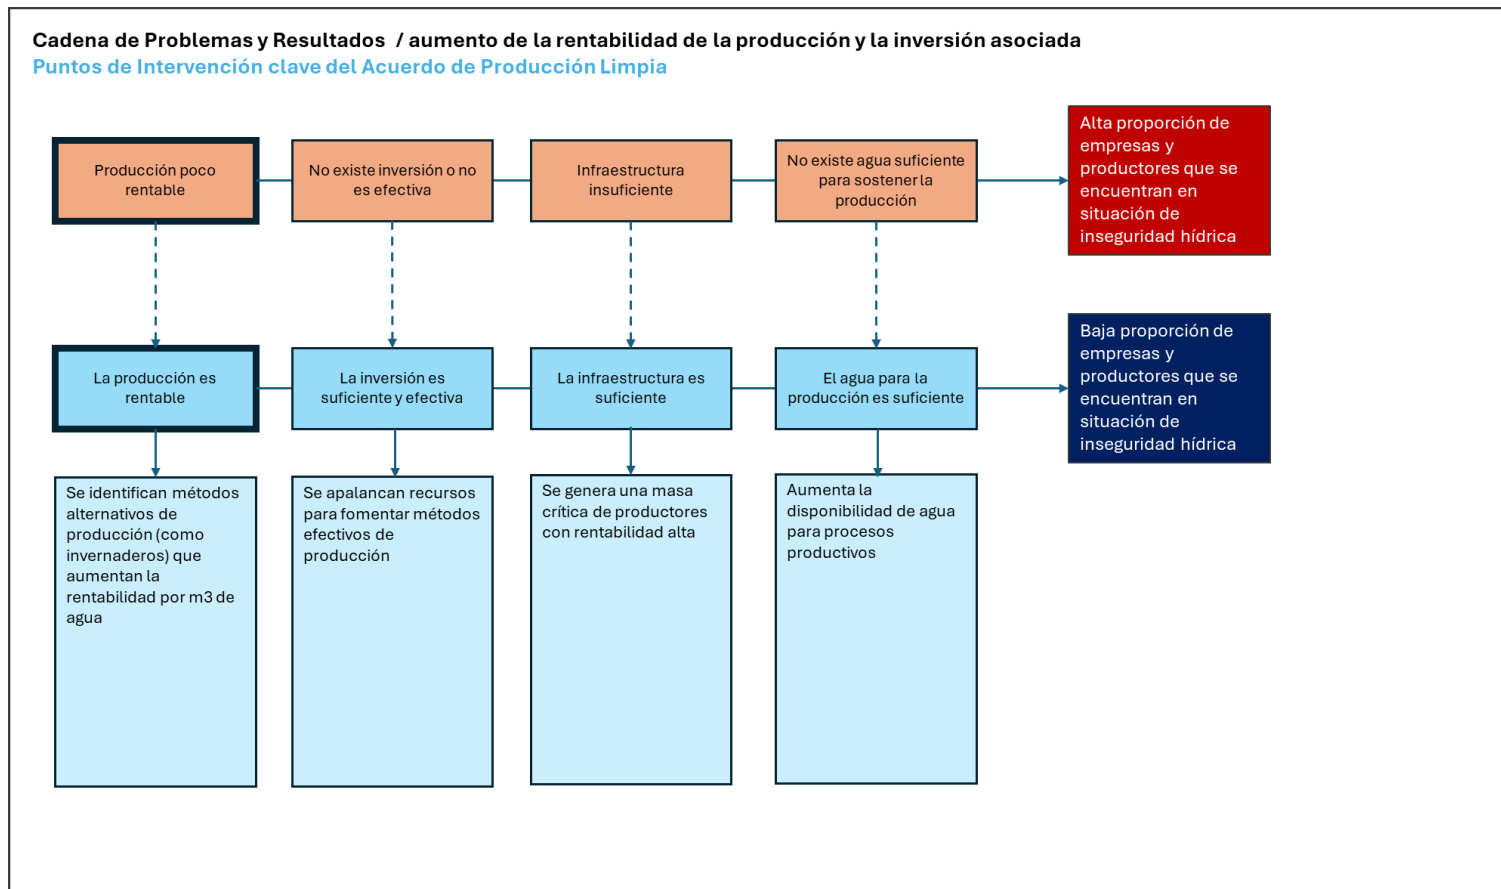 Cadena de Problemas y Resultados / aumento de la rentabilidad de la producción y la inversión asociada
Puntos de Intervención clave del Acuerdo de Producción Limpia
Producción poco
rentable
No existe inversión o no
es efectiva
Infraestructura
insuficiente
No existe agua suficiente
para sostener la
producción
Alta proporción de
empresas y
productores que se
encuentran en
situación de
inseguridad hídrica
La producción es
rentable
La inversión es
suficiente y efectiva
La infraestructura es
suficiente
El agua para la
producción es suficiente
Baja proporción de
empresas y
productores que se
encuentran en
situación de
inseguridad hídrica
Se identifican métodos
alternativos de
producción (como
invernaderos) que
aumentan la
rentabilidad por m3 de
agua
Se apalancan recursos
para fomentar métodos
efectivos de
producción
Se genera una masa
crítica de productores
con rentabilidad alta
Aumenta la
disponibilidad de agua
para procesos
productivos